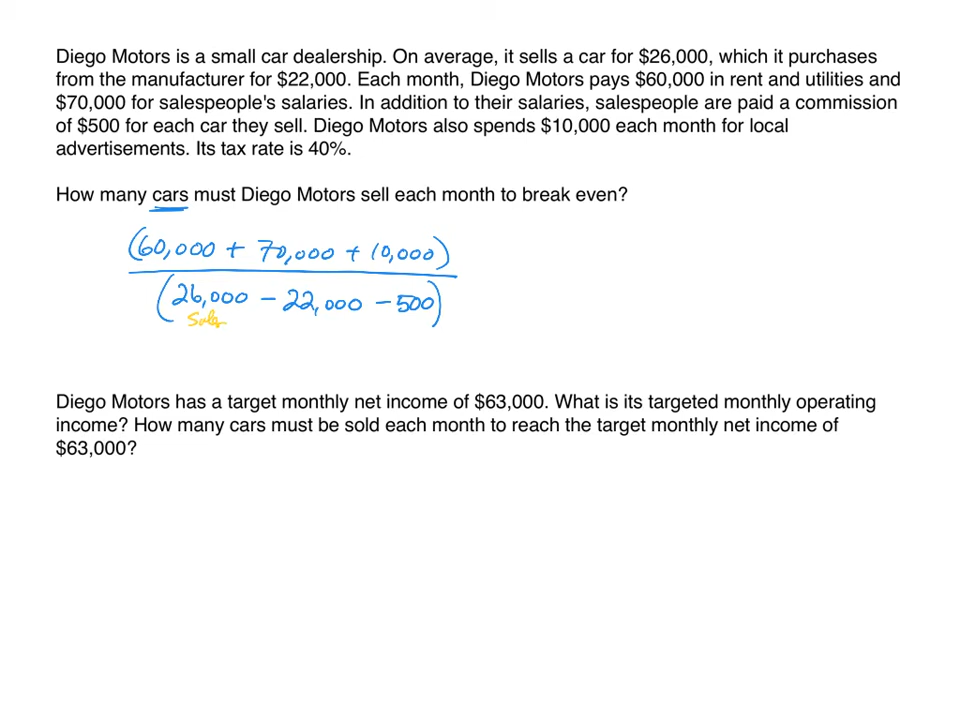 Diego Motors is a small car dealership. On average, it sells a car for $26,000, which it purchases
from the manufacturer for $22,000. Each month, Diego Motors pays $60,000 in rent and utilities and
$70,000 for salespeople's salaries. In addition to their salaries, salespeople are paid a commission
of $500 for each car they sell. Diego Motors also spends $10,000 each month for local
advertisements. Its tax rate is 40%.
How many cars must Diego Motors sell each month to break even?
(60,000 + 70,000 + 10,000)
(26,000 - 22,000 - 500)
Sales
Diego Motors has a target monthly net income of $63,000. What is its targeted monthly operating
income? How many cars must be sold each month to reach the target monthly net income of
$63,000?